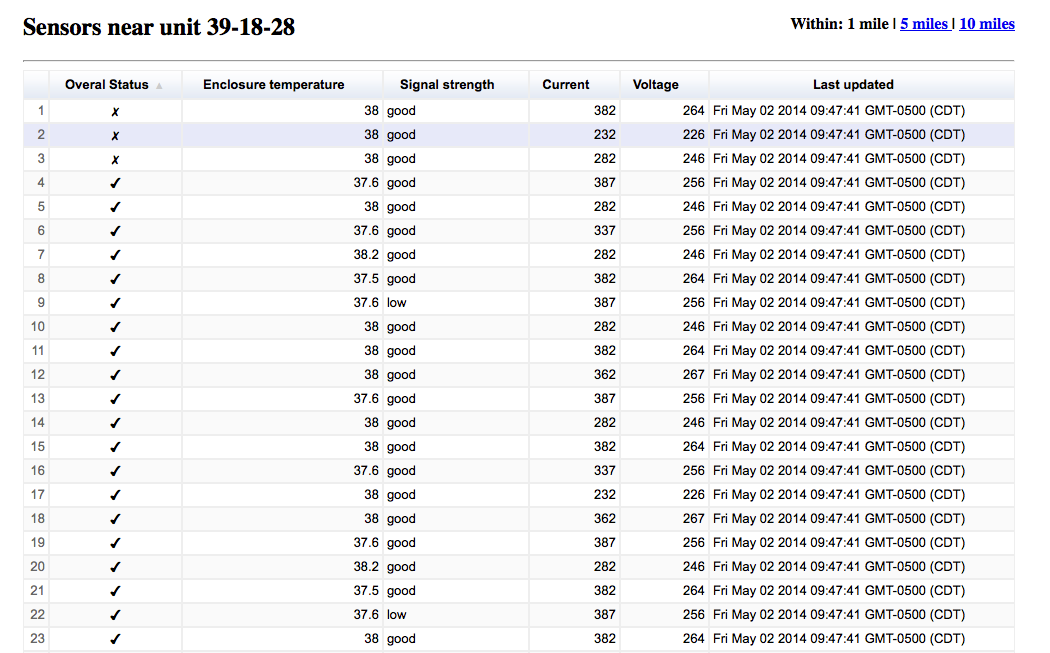 Sensors near unit 39-18-28
Within: 1 mile | 5 miles | 10 miles
Overal Status ▲ Enclosure temperature Signal strength Current Voltage Last updated
1 ✗ 38 good 382 264 Fri May 02 2014 09:47:41 GMT-0500 (CDT)
2 ✗ 38 good 232 226 Fri May 02 2014 09:47:41 GMT-0500 (CDT)
3 ✗ 38 good 282 246 Fri May 02 2014 09:47:41 GMT-0500 (CDT)
4 ✓ 37.6 good 387 256 Fri May 02 2014 09:47:41 GMT-0500 (CDT)
5 ✓ 38 good 282 246 Fri May 02 2014 09:47:41 GMT-0500 (CDT)
6 ✓ 37.6 good 337 256 Fri May 02 2014 09:47:41 GMT-0500 (CDT)
7 ✓ 38.2 good 282 246 Fri May 02 2014 09:47:41 GMT-0500 (CDT)
8 ✓ 37.5 good 382 264 Fri May 02 2014 09:47:41 GMT-0500 (CDT)
9 ✓ 37.6 low 387 256 Fri May 02 2014 09:47:41 GMT-0500 (CDT)
10 ✓ 38 good 282 246 Fri May 02 2014 09:47:41 GMT-0500 (CDT)
11 ✓ 38 good 382 264 Fri May 02 2014 09:47:41 GMT-0500 (CDT)
12 ✓ 38 good 362 267 Fri May 02 2014 09:47:41 GMT-0500 (CDT)
13 ✓ 37.6 good 387 256 Fri May 02 2014 09:47:41 GMT-0500 (CDT)
14 ✓ 38 good 282 246 Fri May 02 2014 09:47:41 GMT-0500 (CDT)
15 ✓ 38 good 382 264 Fri May 02 2014 09:47:41 GMT-0500 (CDT)
16 ✓ 37.6 good 337 256 Fri May 02 2014 09:47:41 GMT-0500 (CDT)
17 ✓ 38 good 232 226 Fri May 02 2014 09:47:41 GMT-0500 (CDT)
18 ✓ 38 good 362 267 Fri May 02 2014 09:47:41 GMT-0500 (CDT)
19 ✓ 37.6 good 387 256 Fri May 02 2014 09:47:41 GMT-0500 (CDT)
20 ✓ 38.2 good 282 246 Fri May 02 2014 09:47:41 GMT-0500 (CDT)
21 ✓ 37.5 good 382 264 Fri May 02 2014 09:47:41 GMT-0500 (CDT)
22 ✓ 37.6 low 387 256 Fri May 02 2014 09:47:41 GMT-0500 (CDT)
23 ✓ 38 good 382 264 Fri May 02 2014 09:47:41 GMT-0500 (CDT)